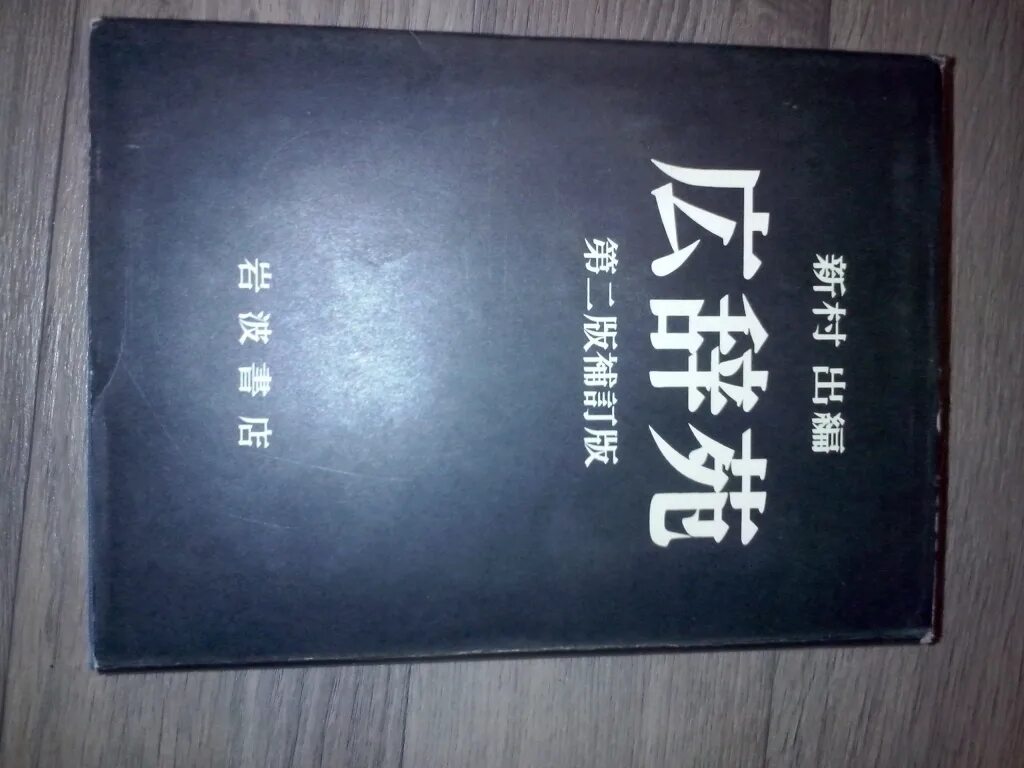 新村 出編
広辞苑
第二版補訂版
岩波書店